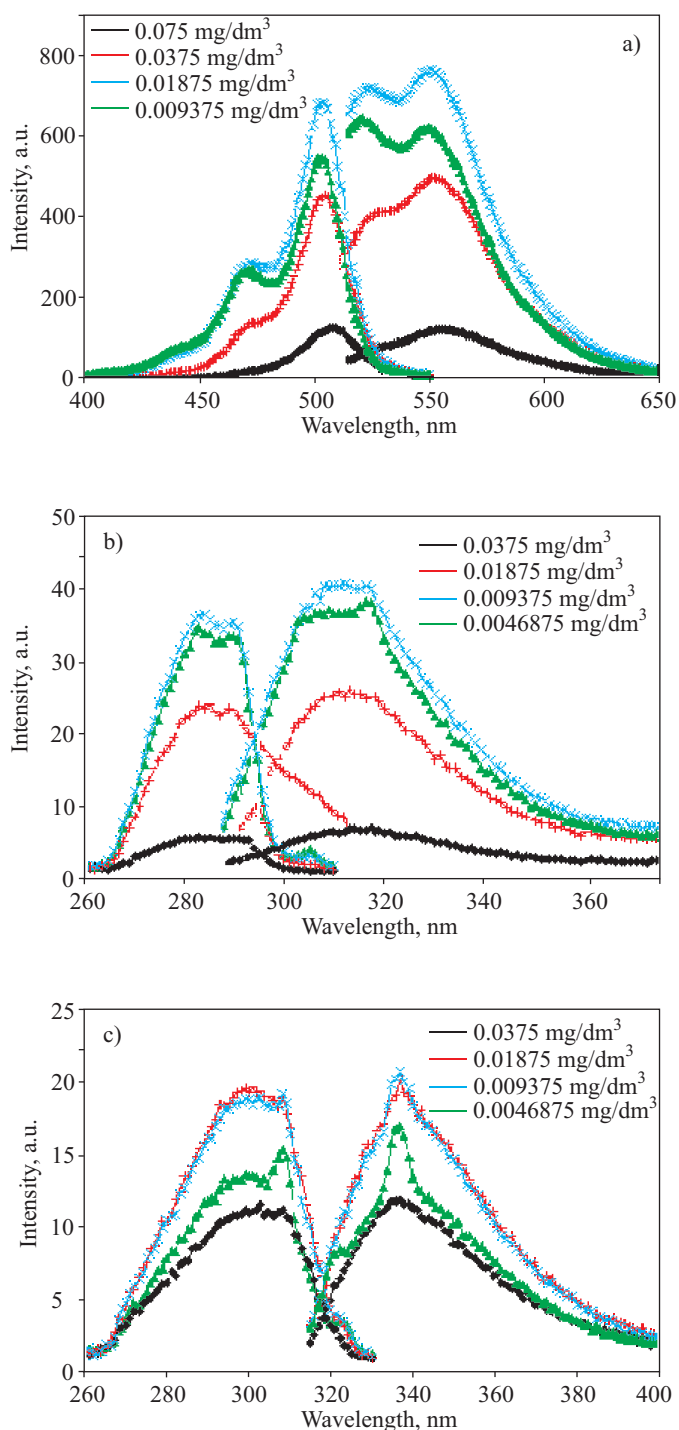 0.075 mg/dm³
0.0375 mg/dm³
0.01875 mg/dm³
0.009375 mg/dm³
a)
800
600
400
200
0
Intensity, a.u.
400 450 500 550 600 650
Wavelength, nm
b)
0.0375 mg/dm³
0.01875 mg/dm³
0.009375 mg/dm³
0.0046875 mg/dm³
50
40
30
20
10
0
Intensity, a.u.
260 280 300 320 340 360
Wavelength, nm
c)
0.0375 mg/dm³
0.01875 mg/dm³
0.009375 mg/dm³
0.0046875 mg/dm³
25
20
15
10
5
0
Intensity, a.u.
260 280 300 320 340 360 380 400
Wavelength, nm